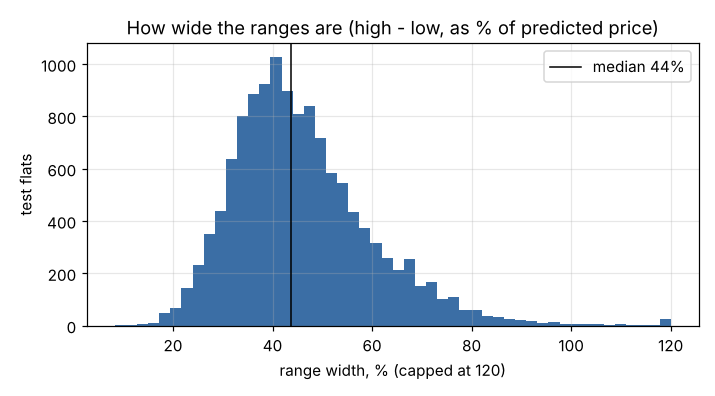 How wide the ranges are (high - low, as % of predicted price)
median 44%
1000
800
600
400
200
0
test flats
20 40 60 80 100 120
range width, % (capped at 120)